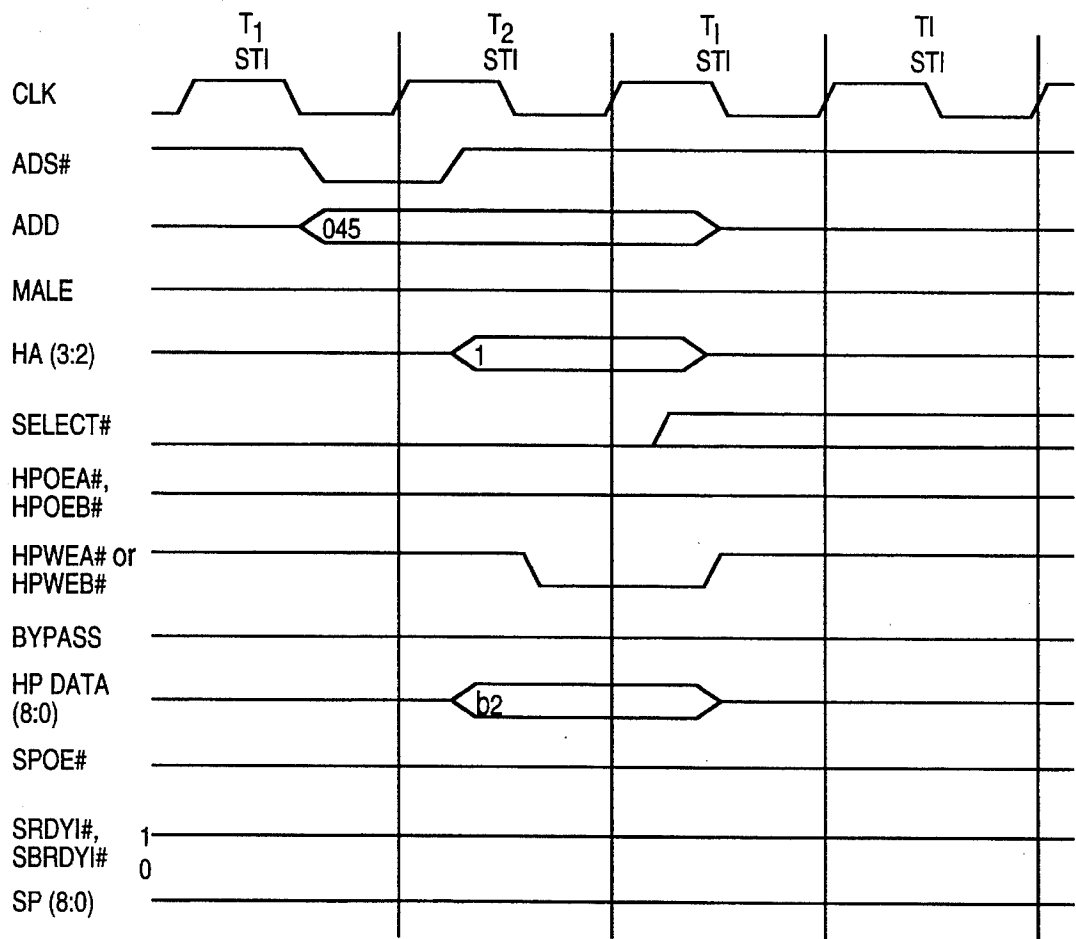 T1 T2 TI TI
STI STI STI STI
CLK
ADS#
ADD 045
MALE
HA (3:2) 1
SELECT#
HPOEA#,
HPOEB#
HPWEA# or
HPWEB#
BYPASS
HP DATA
(8:0) b2
SPOE#
SRDYI#, 1
SBRDYI# 0
SP (8:0)